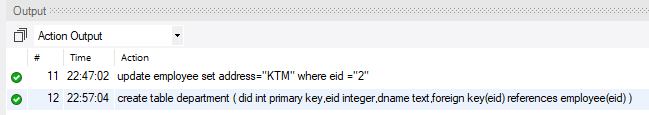 Output
Action Output
# Time Action
11 22:47:02 update employee set address="KTM" where eid ="2"
12 22:57:04 create table department ( did int primary key,eid integer,dname text,foreign key(eid) references employee(eid) )